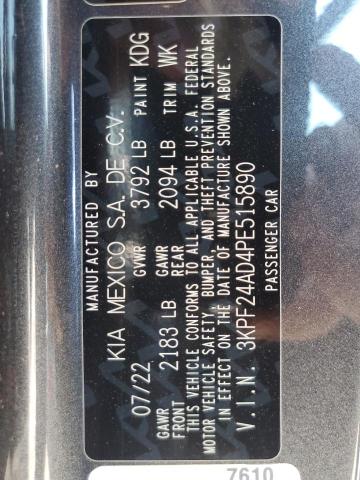 MANUFACTURED BY
KIA MEXICO S.A. DE C.V.
07/22 GVWR 3792 LB PAINT KDG
GAWR FRONT 2183 LB GAWR REAR 2094 LB TRIM WK
THIS VEHICLE CONFORMS TO ALL APPLICABLE U.S.A. FEDERAL
MOTOR VEHICLE SAFETY, BUMPER, AND THEFT PREVENTION STANDARDS
IN EFFECT ON THE DATE OF MANUFACTURE SHOWN ABOVE.
V.I.N. 3KPF24AD4PE515890
PASSENGER CAR
7610